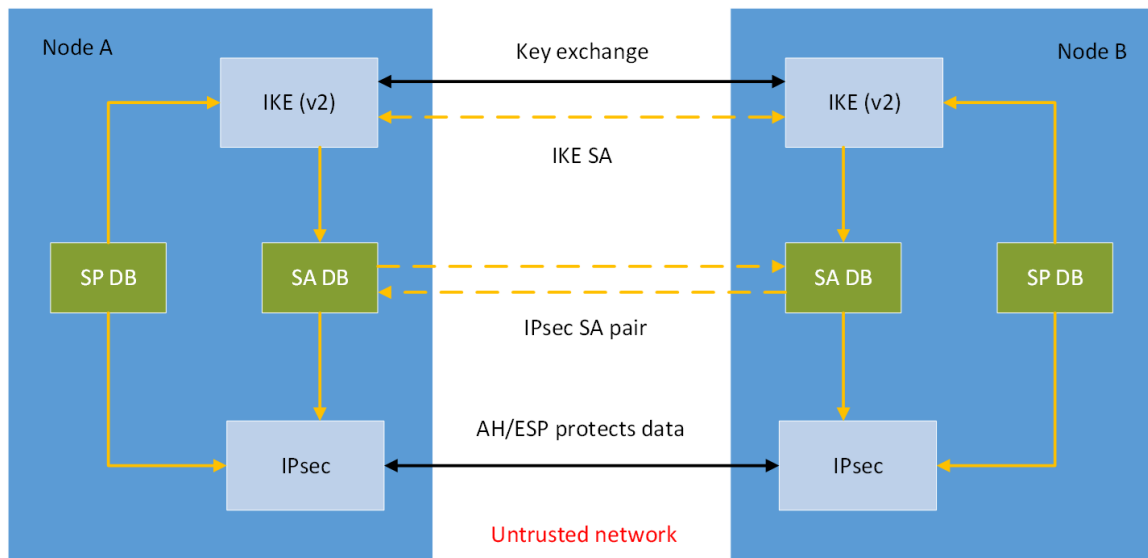 Node A
Key exchange
Node B
IKE (v2)
IKE (v2)
IKE SA
SP DB
SA DB
SA DB
SP DB
IPsec SA pair
AH/ESP protects data
IPsec
IPsec
Untrusted network